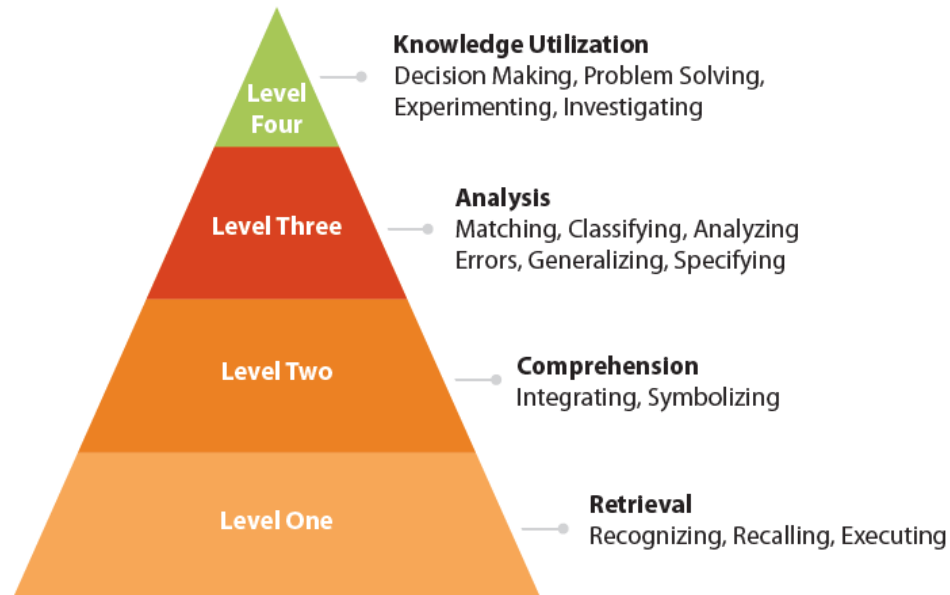 Knowledge Utilization
Decision Making, Problem Solving,
Experimenting, Investigating
Level
Four
Analysis
Matching, Classifying, Analyzing
Errors, Generalizing, Specifying
Level Three
Comprehension
Integrating, Symbolizing
Level Two
Retrieval
Recognizing, Recalling, Executing
Level One